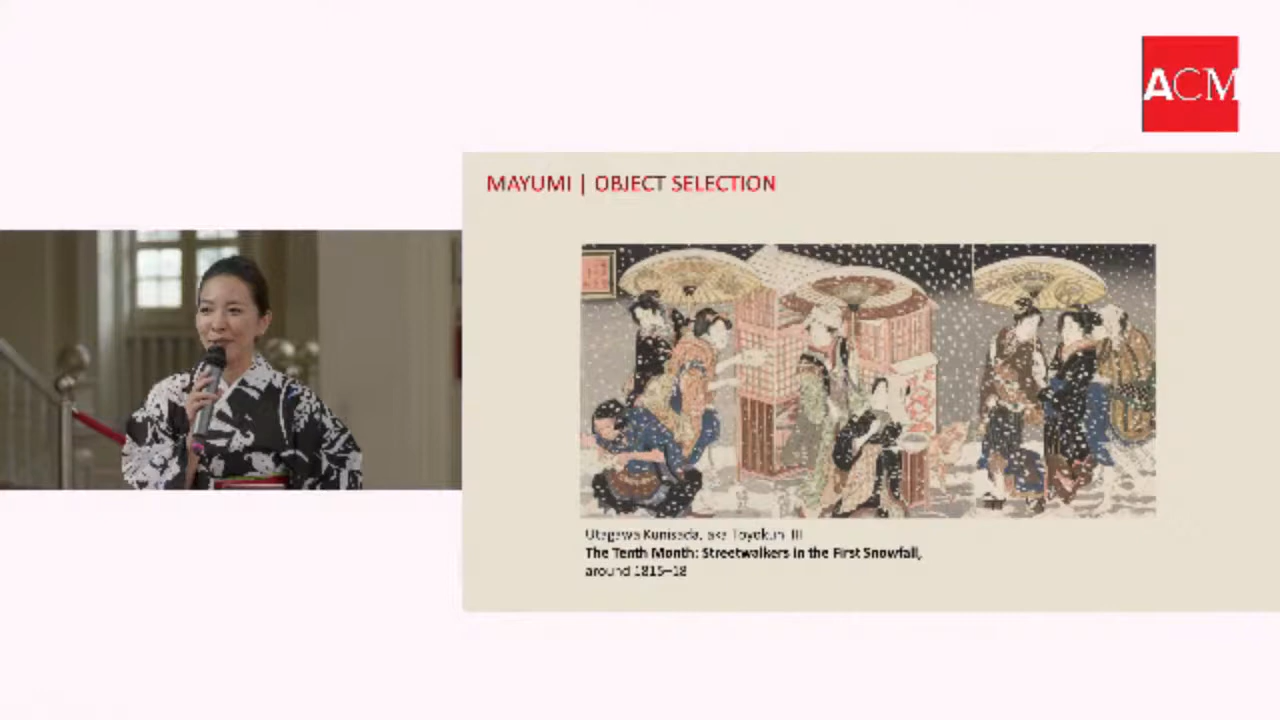 ACM
MAYUMI | OBJECT SELECTION
Utagawa Kunisada, aka Toyokuni III
The Tenth Month: Streetwalkers in the First Snowfall,
around 1815–18